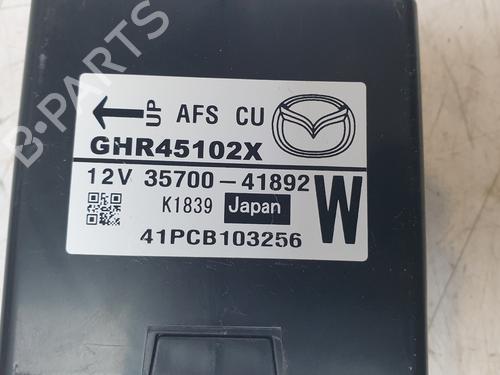 ← UP AFS CU
GHR45102X
12V 35700-41892 W
K1839 Japan
41PCB103256
B-PARTS